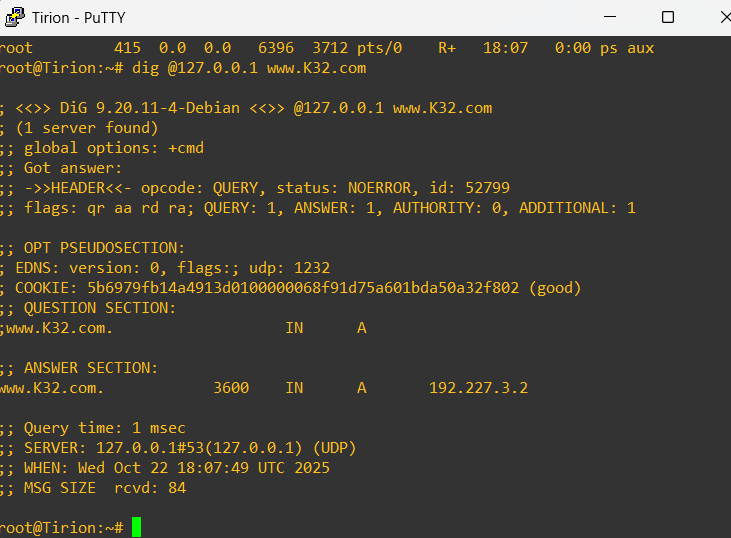 Tirion - PuTTY
root 415 0.0 0.0 6396 3712 pts/0 R+ 18:07 0:00 ps aux
root@Tirion:~# dig @127.0.0.1 www.K32.com
; <<>> DiG 9.20.11-4-Debian <<>> @127.0.0.1 www.K32.com
; (1 server found)
;; global options: +cmd
;; Got answer:
;; ->>HEADER<<- opcode: QUERY, status: NOERROR, id: 52799
;; flags: qr aa rd ra; QUERY: 1, ANSWER: 1, AUTHORITY: 0, ADDITIONAL: 1
;; OPT PSEUDOSECTION:
; EDNS: version: 0, flags:; udp: 1232
; COOKIE: 5b6979fb14a4913d0100000068f91d75a601bda50a32f802 (good)
;; QUESTION SECTION:
;www.K32.com. IN A
;; ANSWER SECTION:
www.K32.com. 3600 IN A 192.227.3.2
;; Query time: 1 msec
;; SERVER: 127.0.0.1#53(127.0.0.1) (UDP)
;; WHEN: Wed Oct 22 18:07:49 UTC 2025
;; MSG SIZE rcvd: 84
root@Tirion:~#